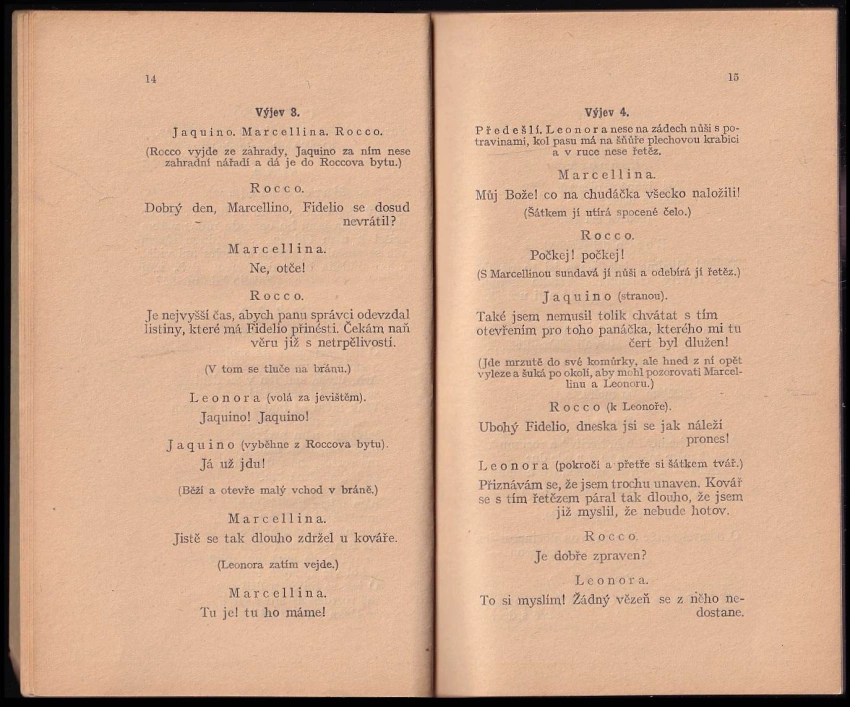 14
Výjev 3.
Jaquino. Marcellina. Rocco.
(Rocco vyjde ze zahrady, Jaquino za ním nese
zahradní nářadí a dá je do Roccova bytu.)
Rocco.
Dobrý den, Marcellino, Fidelio se dosud
nevrátil?
Marcellina.
Ne, otče!
Rocco.
Je nejvyšší čas, abych panu správci odevzdal
listiny, které má Fidelio přinésti. Čekám naň
věru již s netrpělivostí.
(V tom se tluče na bránu.)
Leonora (volá za jevištěm).
Jaquino! Jaquino!
Jaquino (vyběhne z Roccova bytu).
Já už jdu!
(Běží a otevře malý vchod v bráně.)
Marcellina.
Jistě se tak dlouho zdržel u kováře.
(Leonora zatím vejde.)
Marcellina.
Tu je! tu ho máme!
15
Výjev 4.
Předešlí. Leonora nese na zádech nůši s po-
travinami, kol pasu má na šňůře plechovou krabici
a v ruce nese řetěz.
Marcellina.
Můj Bože! co na chudáčka všecko naložili!
(Šátkem jí utírá spocené čelo.)
Rocco.
Počkej! počkej!
(S Marcellinou sundavá jí nůši a odebírá jí řetěz.)
Jaquino (stranou).
Také jsem nemusil tolik chvátat s tím
otevřením pro toho panáčka, kterého mi tu
čert byl dlužen!
(Jde mrzutě do své komůrky, ale hned z ní opět
vyleze a šuká po okolí, aby mohl pozorovati Marcel-
linu a Leonoru.)
Rocco (k Leonoře).
Ubohý Fidelio, dneska jsi se jak náleží
prones!
Leonora (pokročí a přetře si šátkem tvář.)
Přiznávám se, že jsem trochu unaven. Kovář
se s tím řetězem páral tak dlouho, že jsem
již myslil, že nebude hotov.
Rocco.
Je dobře zpraven?
Leonora.
To si myslím! Žádný vězeň se z něho ne-
dostane.